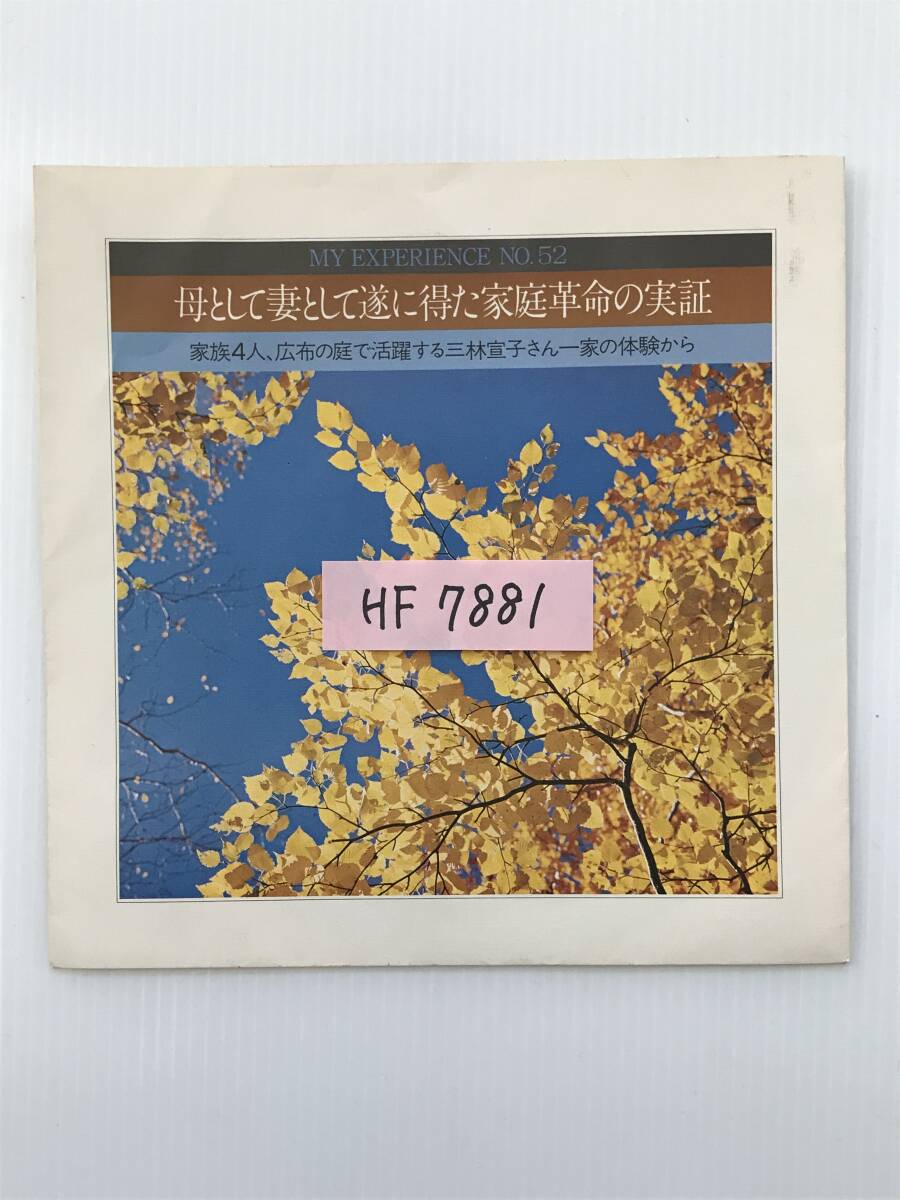 MY EXPERIENCE NO.52
母として妻として遂に得た家庭革命の実証
家族4人、広布の庭で活躍する三林宣子さん一家の体験から
HF 7881